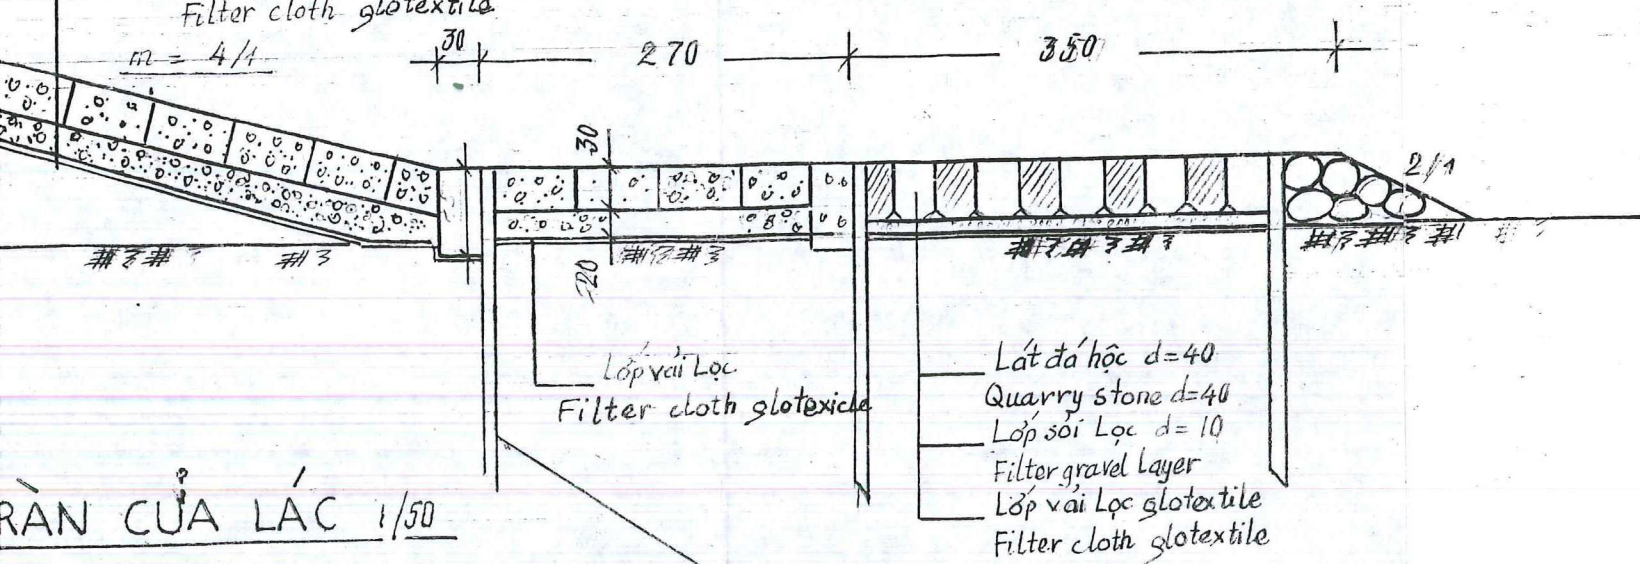 Filter cloth glotextile
m = 4/1
30
270
350
30
2/1
20
Lớp vải Lọc
Filter cloth glotexicle
Lát đá hộc d=40
Quarry stone d=40
Lớp sỏi Lọc d=10
Filter gravel Layer
Lớp vải Lọc glotextile
Filter cloth glotextile
RÀN CỬA LÁC 1/50